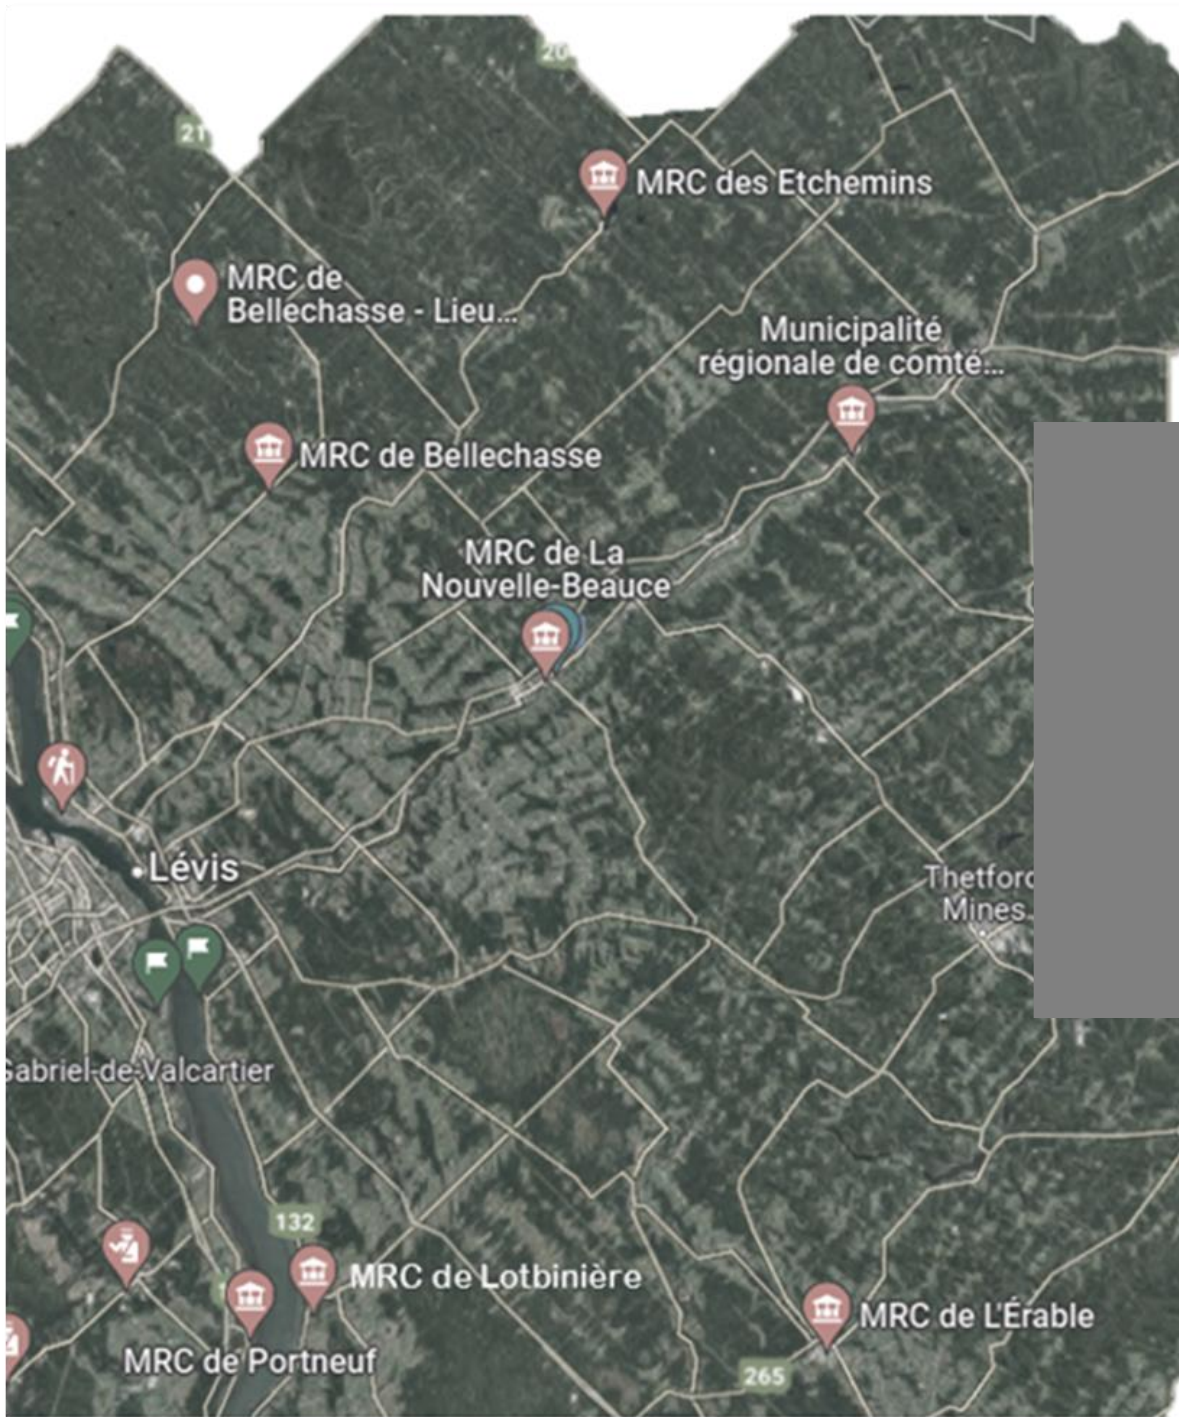 20
21
MRC des Etchemins
MRC de
Bellechasse - Lieu...
Municipalité
régionale de comté...
MRC de Bellechasse
MRC de La
Nouvelle-Beauce
Lévis
Thetford
Mines
Gabriel-de-Valcartier
132
MRC de Lotbinière
MRC de L'Érable
MRC de Portneuf
265